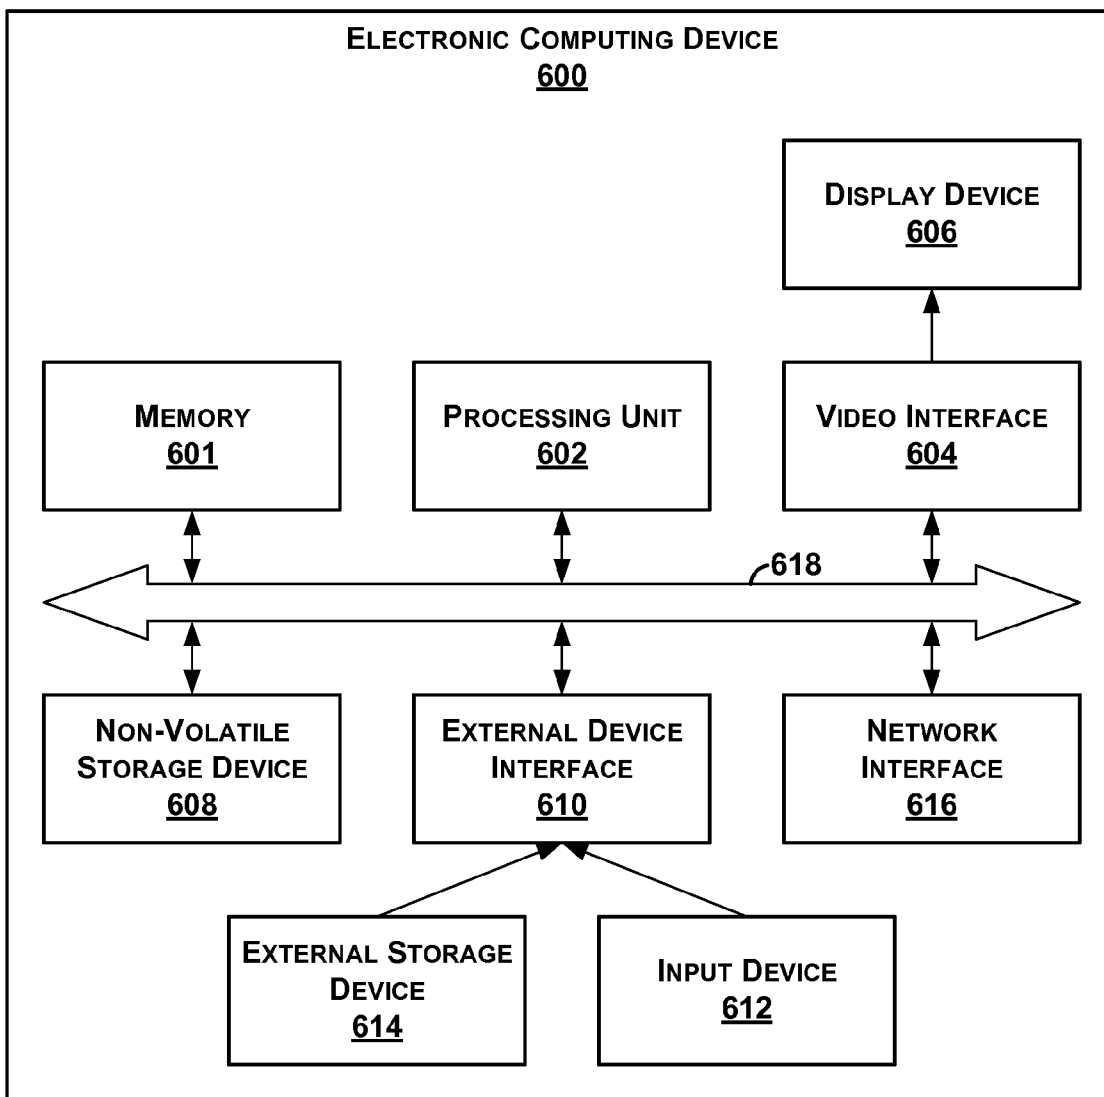 ELECTRONIC COMPUTING DEVICE
600
DISPLAY DEVICE
606
MEMORY
601
PROCESSING UNIT
602
VIDEO INTERFACE
604
618
NON-VOLATILE
STORAGE DEVICE
608
EXTERNAL DEVICE
INTERFACE
610
NETWORK
INTERFACE
616
EXTERNAL STORAGE
DEVICE
614
INPUT DEVICE
612